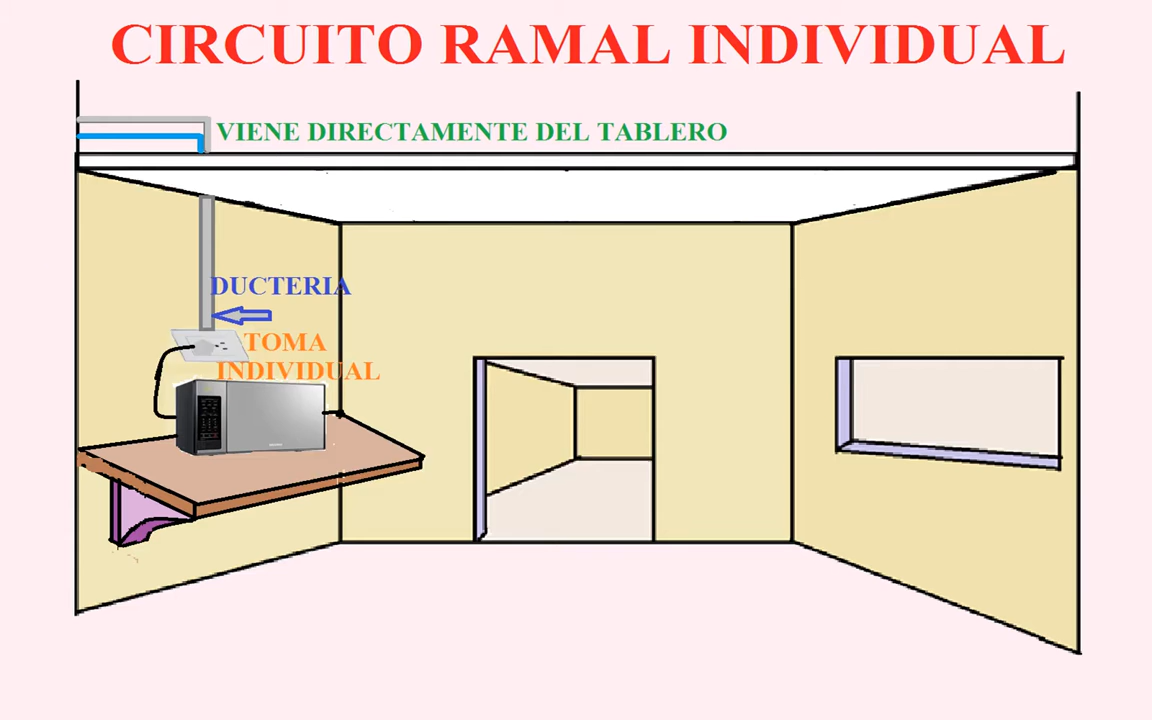 CIRCUITO RAMAL INDIVIDUAL
VIENE DIRECTAMENTE DEL TABLERO
DUCTERIA
TOMA
INDIVIDUAL